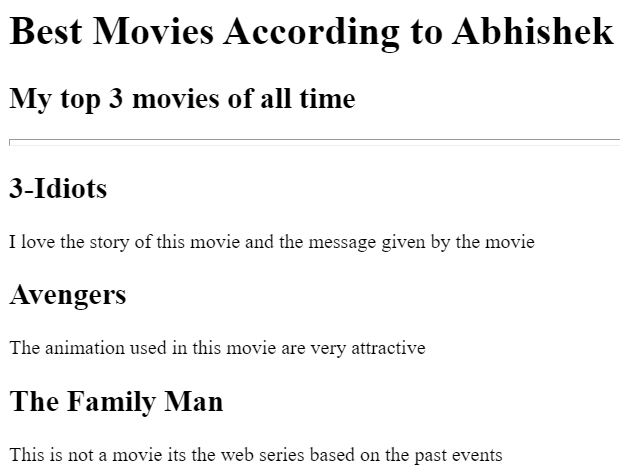 Best Movies According to Abhishek
My top 3 movies of all time
3-Idiots
I love the story of this movie and the message given by the movie
Avengers
The animation used in this movie are very attractive
The Family Man
This is not a movie its the web series based on the past events